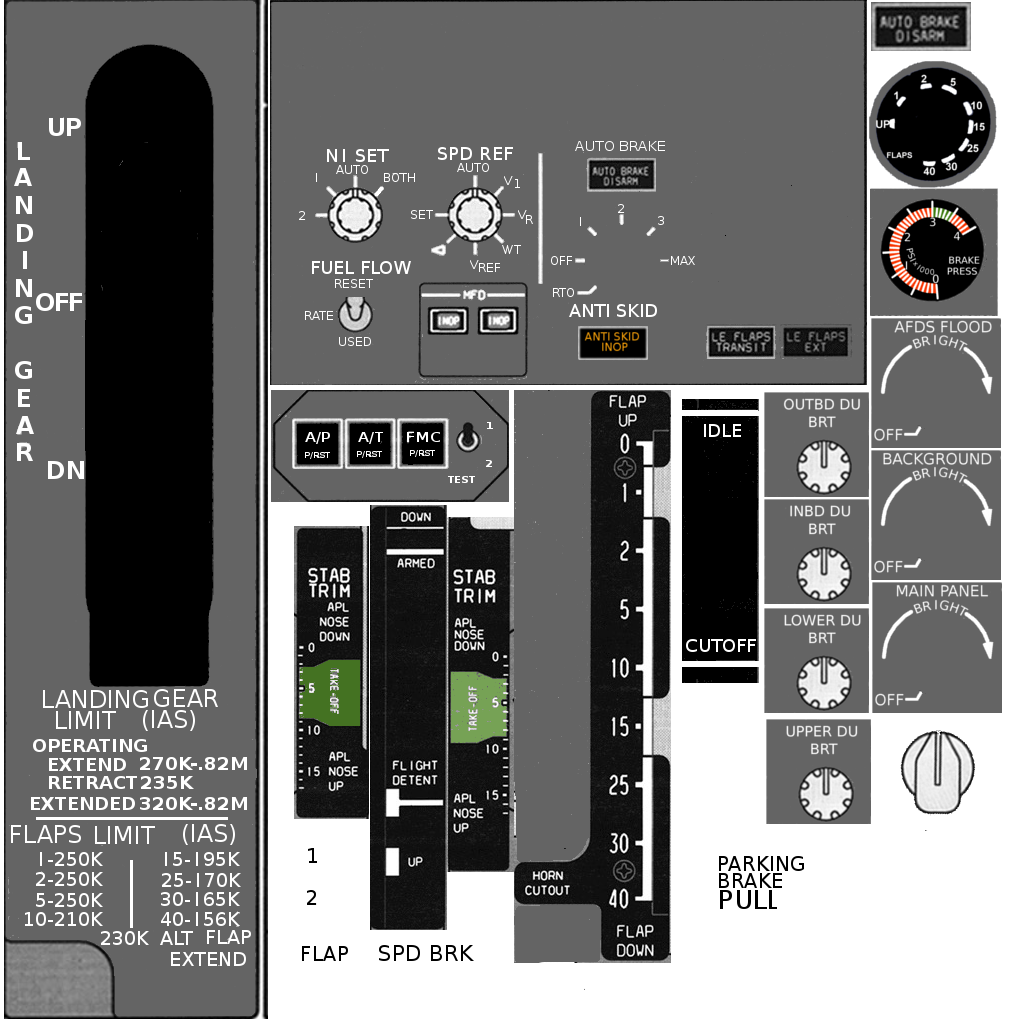 LANDING GEAR
UP
OFF
DN
LANDING GEAR
LIMIT (IAS)
OPERATING
EXTEND 270K-.82M
RETRACT 235K
EXTENDED 320K-.82M
FLAPS LIMIT (IAS)
1-250K 15-195K
2-250K 25-170K
5-250K 30-165K
10-210K 40-156K
230K ALT FLAP
EXTEND
NI SET
AUTO
1
BOTH
2
SPD REF
AUTO
V1
SET
VR
WT
VREF
FUEL FLOW
RESET
RATE
USED
MFD
INOP INOP
AUTO BRAKE
AUTO BRAKE
DISARM
1 2 3
OFF MAX
RTO
ANTI SKID
ANTI SKID
INOP
LE FLAPS
TRANSIT
LE FLAPS
EXT
AUTO BRAKE
DISARM
UP 1 2 5 10 15 25 30 40
FLAPS
0 1 2 3 4
PSI×1000
BRAKE
PRESS
AFDS FLOOD
BRIGHT
OFF
BACKGROUND
BRIGHT
OFF
MAIN PANEL
BRIGHT
OFF
A/P
P/RST
A/T
P/RST
FMC
P/RST
1
2
TEST
STAB
TRIM
APL
NOSE
DOWN
0
5
TAKE-OFF
10
15
APL
NOSE
UP
DOWN
ARMED
FLIGHT
DETENT
UP
STAB
TRIM
APL
NOSE
DOWN
0
5
TAKE-OFF
10
15
APL
NOSE
UP
1
2
FLAP
SPD BRK
FLAP
UP
0
1
2
5
10
15
25
30
40
HORN
CUTOUT
FLAP
DOWN
IDLE
CUTOFF
OUTBD DU
BRT
INBD DU
BRT
LOWER DU
BRT
UPPER DU
BRT
PARKING
BRAKE
PULL